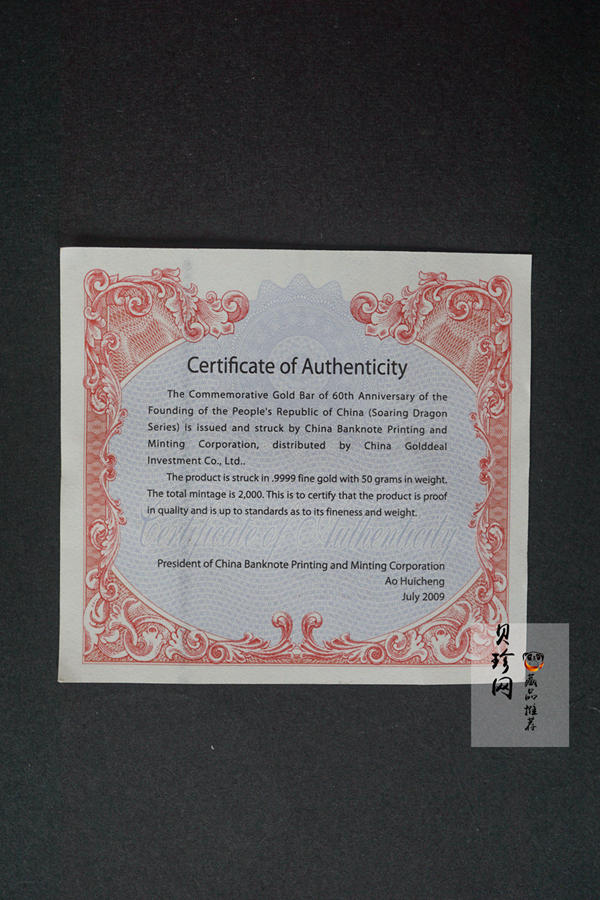 Certificate of Authenticity
The Commemorative Gold Bar of 60th Anniversary of the
Founding of the People's Republic of China (Soaring Dragon
Series) is issued and struck by China Banknote Printing and
Minting Corporation, distributed by China Golddeal
Investment Co., Ltd..
The product is struck in .9999 fine gold with 50 grams in weight.
The total mintage is 2,000. This is to certify that the product is proof
in quality and is up to standards as to its fineness and weight.
Certificate of Authenticity
President of China Banknote Printing and Minting Corporation
Ao Huicheng
July 2009
贝珍网
藏品推荐